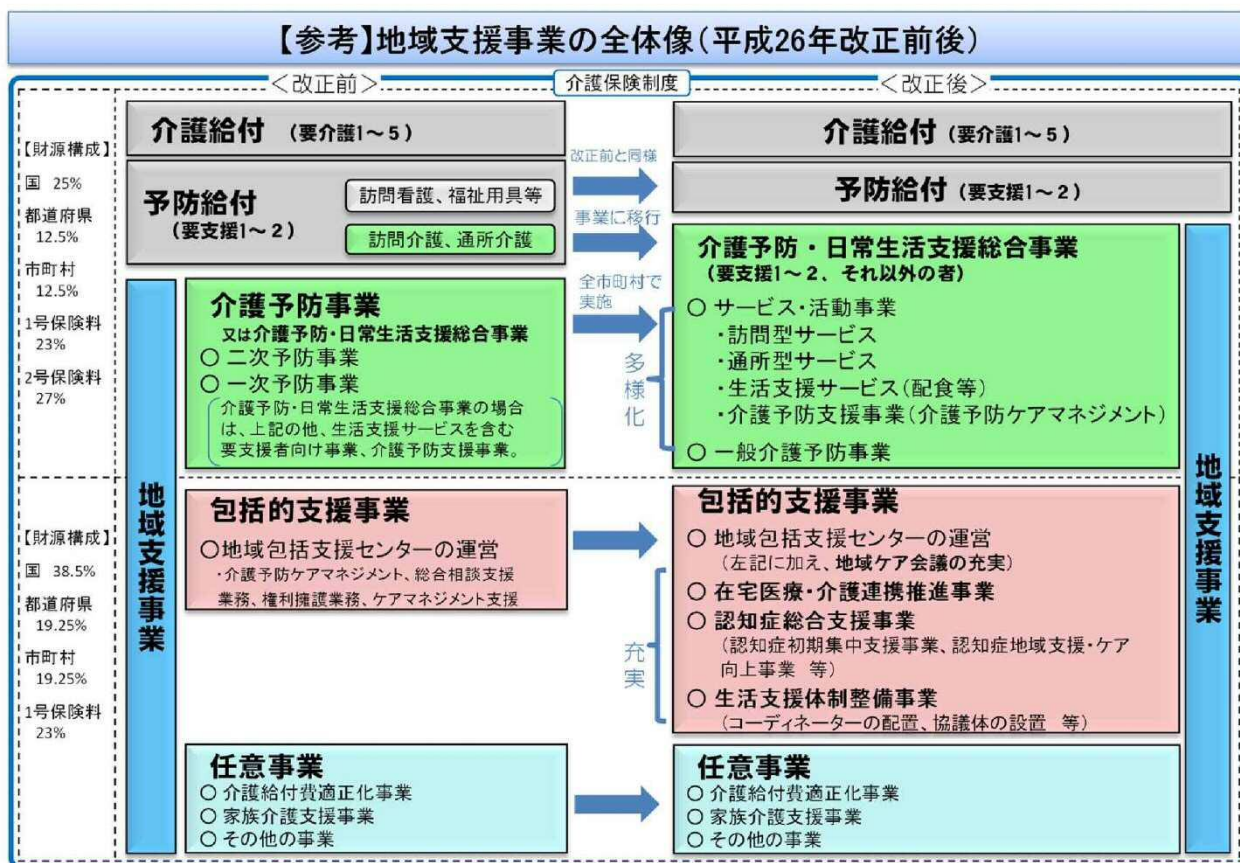 【参考】地域支援事業の全体像(平成26年改正前後)
<改正前>
介護保険制度
<改正後>
【財源構成】
国 25%
都道府県
12.5%
市町村
12.5%
1号保険料
23%
2号保険料
27%
【財源構成】
国 38.5%
都道府県
19.25%
市町村
19.25%
1号保険料
23%
介護給付 (要介護1~5)
予防給付
(要支援1~2)
訪問看護、福祉用具等
訪問介護、通所介護
地域支援事業
介護予防事業
又は介護予防・日常生活支援総合事業
○ 二次予防事業
○ 一次予防事業
介護予防・日常生活支援総合事業の場合
は、上記の他、生活支援サービスを含む
要支援者向け事業、介護予防支援事業。
包括的支援事業
○地域包括支援センターの運営
・介護予防ケアマネジメント、総合相談支援
業務、権利擁護業務、ケアマネジメント支援
任意事業
○ 介護給付費適正化事業
○ 家族介護支援事業
○ その他の事業
改正前と同様
事業に移行
全市町村で
実施
多様化
充実
介護給付 (要介護1~5)
予防給付 (要支援1~2)
介護予防・日常生活支援総合事業
(要支援1~2、それ以外の者)
○ サービス・活動事業
・訪問型サービス
・通所型サービス
・生活支援サービス(配食等)
・介護予防支援事業(介護予防ケアマネジメント)
○ 一般介護予防事業
包括的支援事業
○ 地域包括支援センターの運営
(左記に加え、地域ケア会議の充実)
○ 在宅医療・介護連携推進事業
○ 認知症総合支援事業
(認知症初期集中支援事業、認知症地域支援・ケア
向上事業 等)
○ 生活支援体制整備事業
(コーディネーターの配置、協議体の設置 等)
任意事業
○ 介護給付費適正化事業
○ 家族介護支援事業
○ その他の事業
地域支援事業